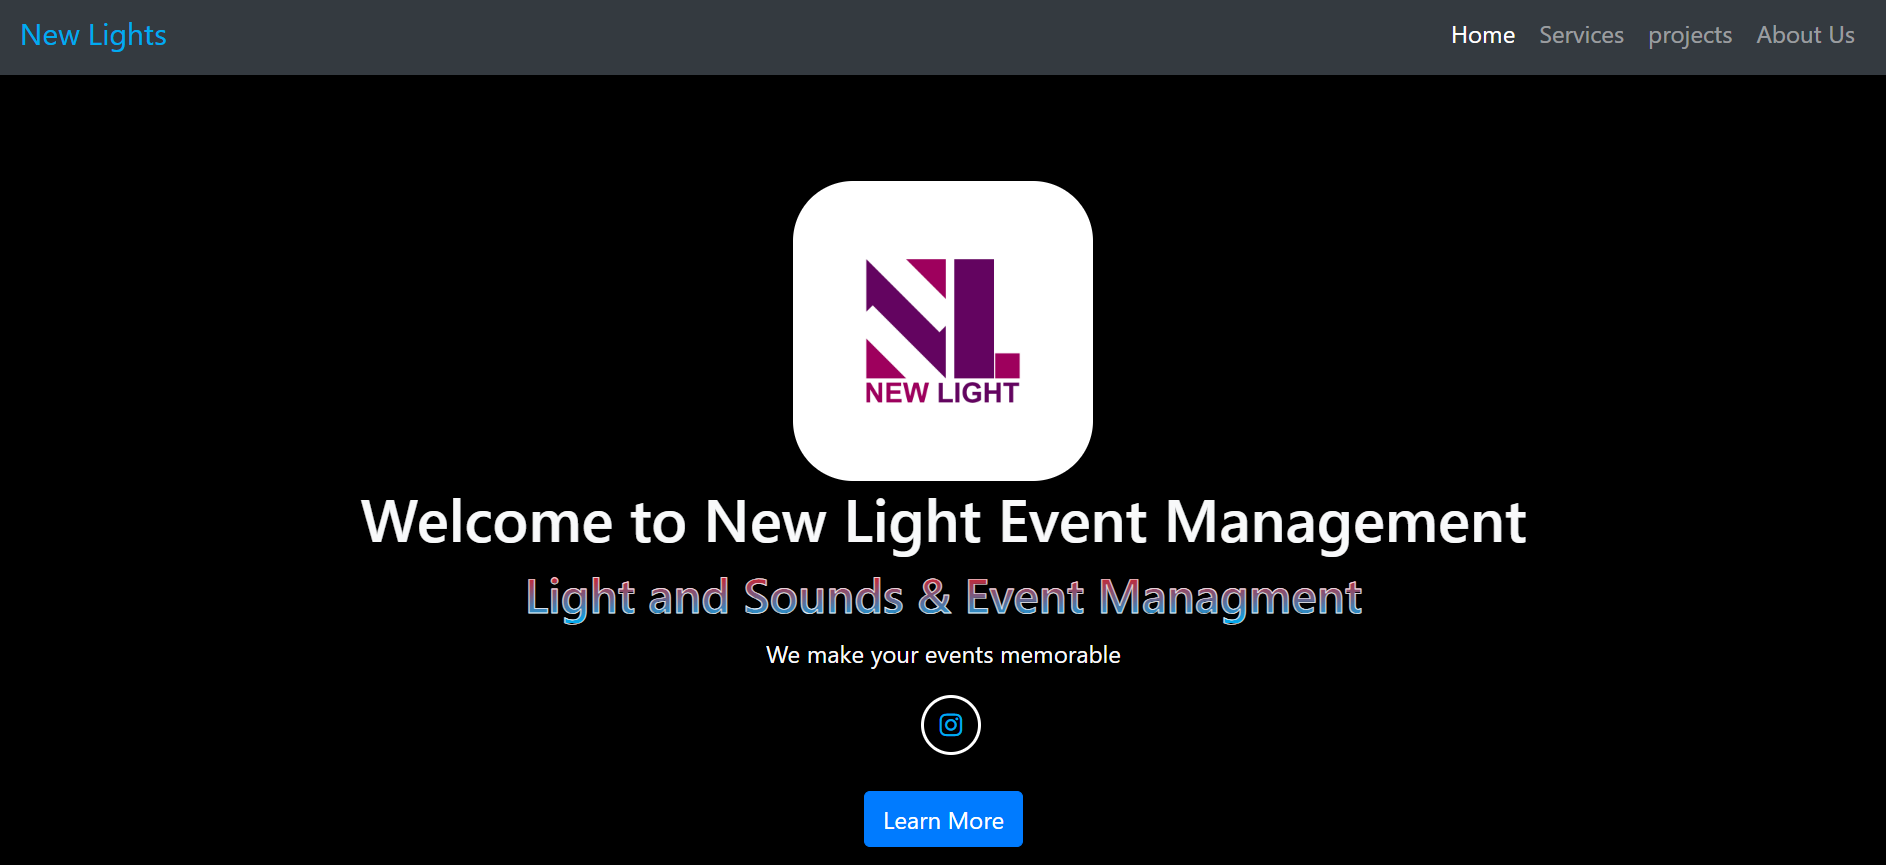 New Lights
Home Services projects About Us
NL
NEW LIGHT
Welcome to New Light Event Management
Light and Sounds & Event Managment
We make your events memorable
Learn More